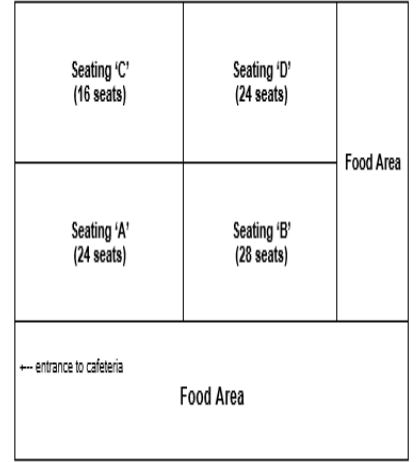 Seating ‘C’
(16 seats)
Seating ‘D’
(24 seats)
Food Area
Seating ‘A’
(24 seats)
Seating ‘B’
(28 seats)
<--- entrance to cafeteria
Food Area